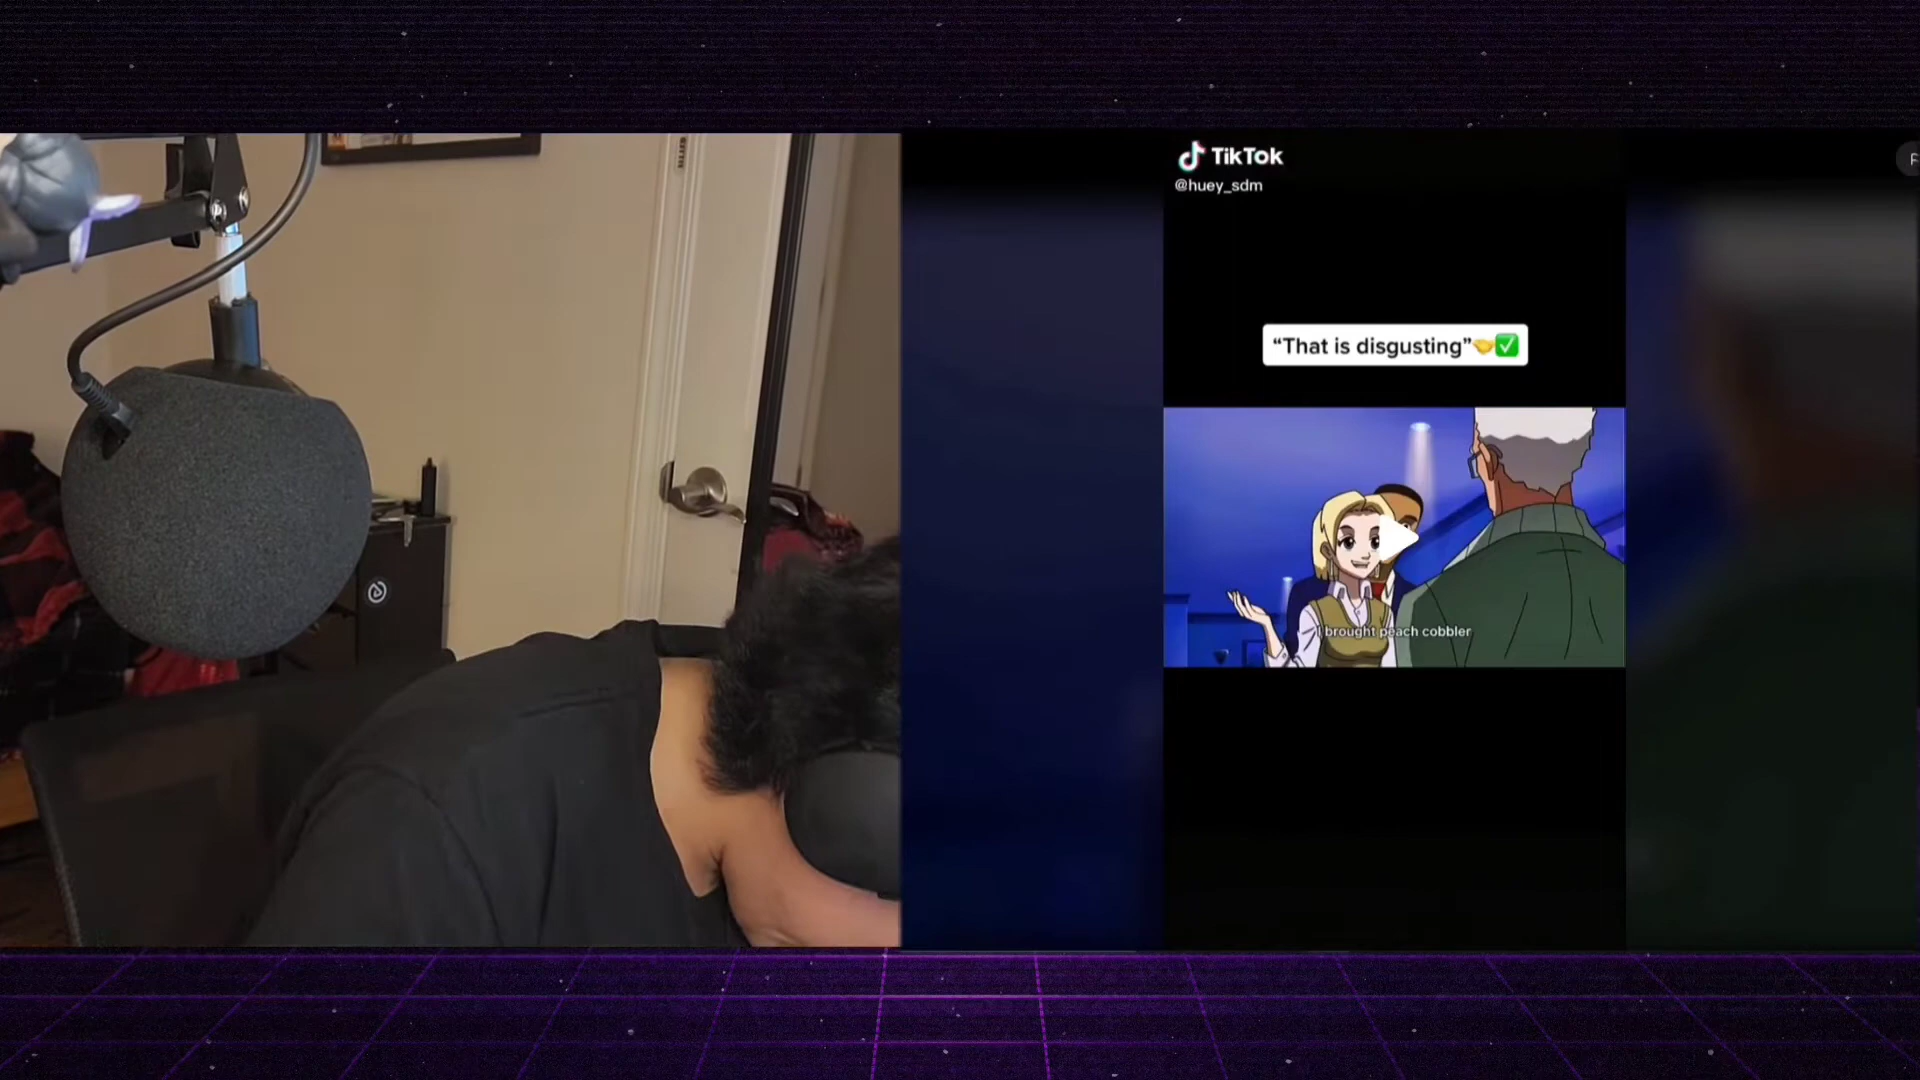 TikTok
@huey_sdm
“That is disgusting”🤝✅
I brought peach cobbler